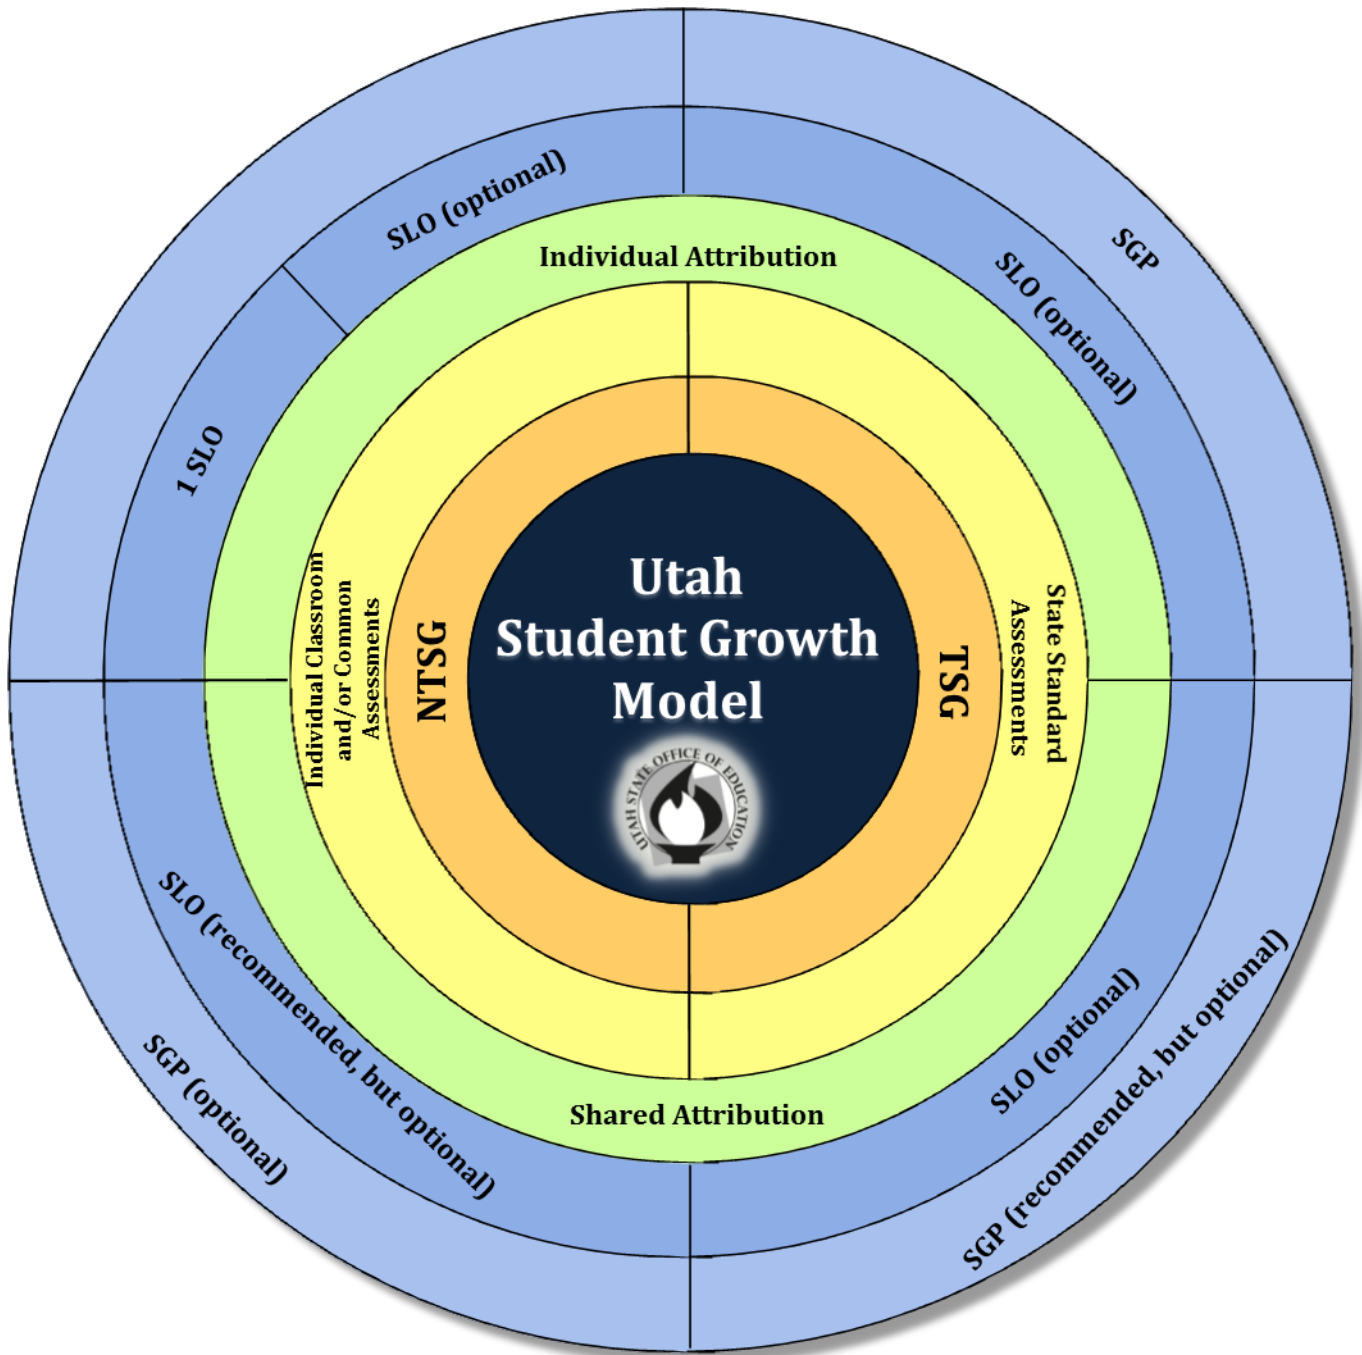 SLO (optional)
SGP
Individual Attribution
SLO (optional)
1 SLO
Individual Classroom
and/or Common
Assessments
NTSG
Utah
Student Growth
Model
UTAH STATE OFFICE OF EDUCATION
TSG
State Standard
Assessments
SLO (recommended, but optional)
SGP (optional)
Shared Attribution
SLO (optional)
SGP (recommended, but optional)